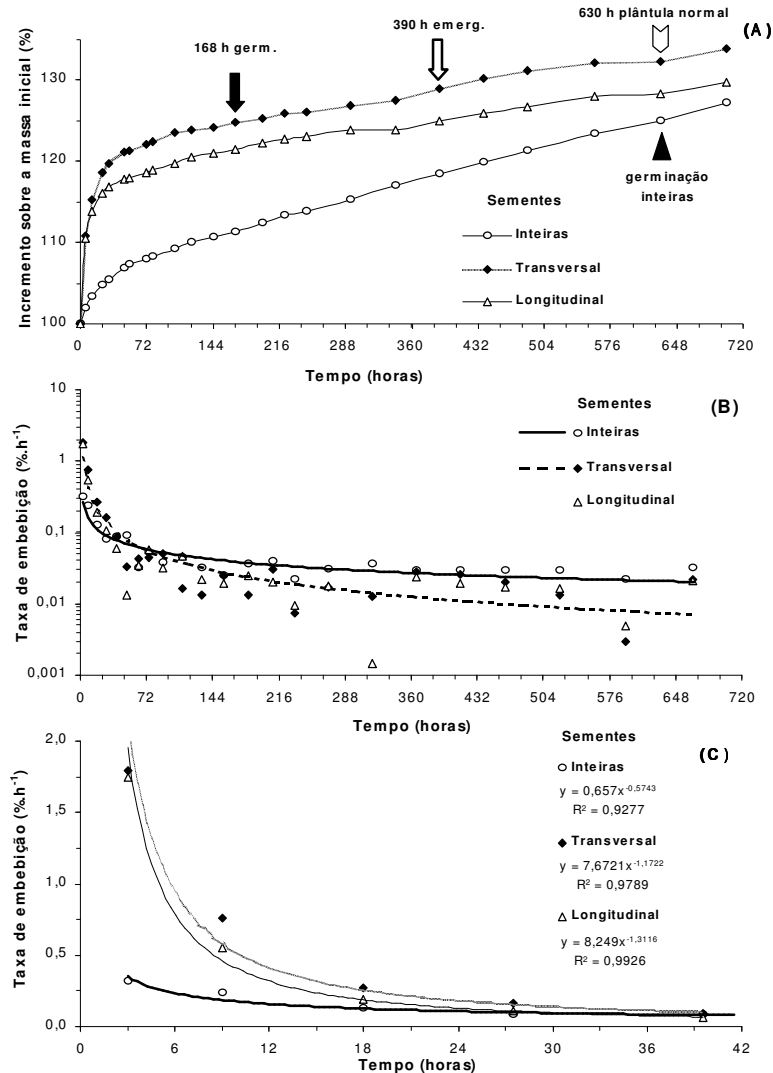 630 h plântula normal
(A)
390 h emerg.
168 h germ.
Incremento sobre a massa inicial (%)
130
120
110
100
germinação
inteiras
Sementes
Inteiras
Transversal
Longitudinal
0 72 144 216 288 360 432 504 576 648 720
Tempo (horas)
(B)
Taxa de embebição (%.h⁻¹)
10
1
0,1
0,01
0,001
Sementes
Inteiras
Transversal
Longitudinal
0 72 144 216 288 360 432 504 576 648 720
Tempo (horas)
(C)
Taxa de embebição (%.h⁻¹)
2,0
1,5
1,0
0,5
0,0
Sementes
Inteiras
y = 0,657x^-0,5743
R² = 0,9277
Transversal
y = 7,6721x^-1,1722
R² = 0,9789
Longitudinal
y = 8,249x^-1,3116
R² = 0,9926
0 6 12 18 24 30 36 42
Tempo (horas)